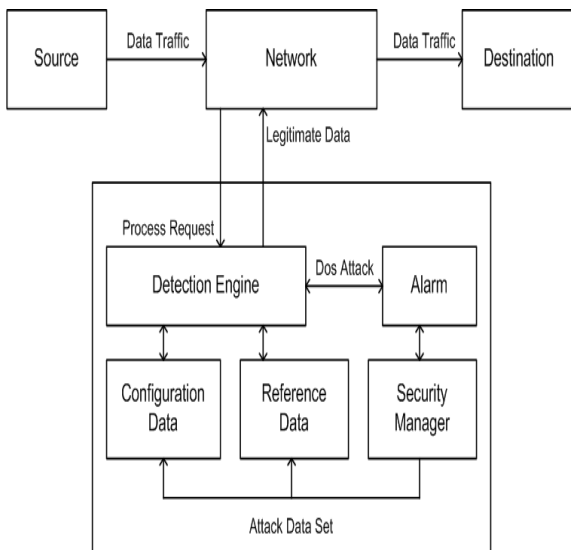 Data Traffic
Data Traffic
Source
Network
Destination
Legitimate Data
Process Request
Detection Engine
Dos Attack
Alarm
Configuration
Data
Reference
Data
Security
Manager
Attack Data Set